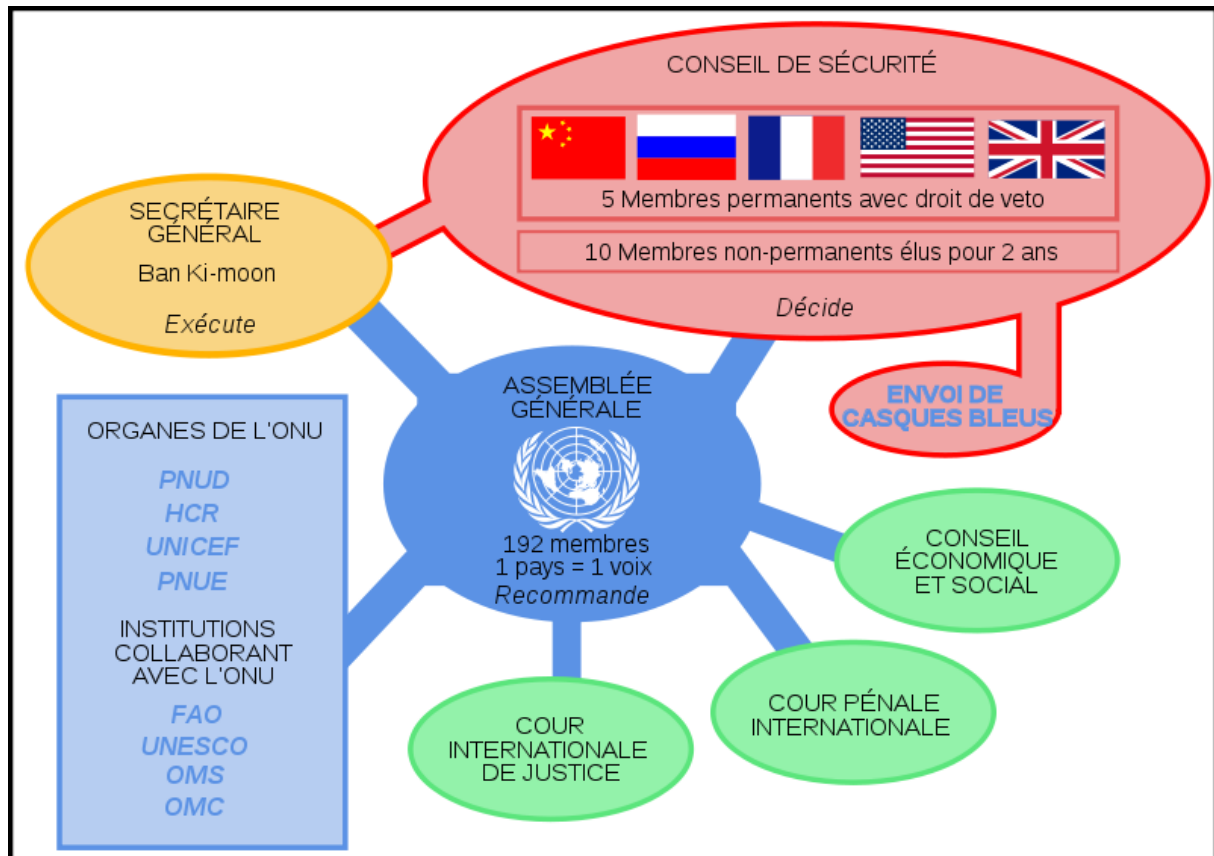 CONSEIL DE SÉCURITÉ
5 Membres permanents avec droit de veto
10 Membres non-permanents élus pour 2 ans
Décide
SECRÉTAIRE
GÉNÉRAL
Ban Ki-moon
Exécute
ENVOI DE
CASQUES BLEUS
ASSEMBLÉE
GÉNÉRALE
192 membres
1 pays = 1 voix
Recommande
ORGANES DE L'ONU
PNUD
HCR
UNICEF
PNUE
INSTITUTIONS
COLLABORANT
AVEC L'ONU
FAO
UNESCO
OMS
OMC
CONSEIL
ÉCONOMIQUE
ET SOCIAL
COUR PÉNALE
INTERNATIONALE
COUR
INTERNATIONALE
DE JUSTICE